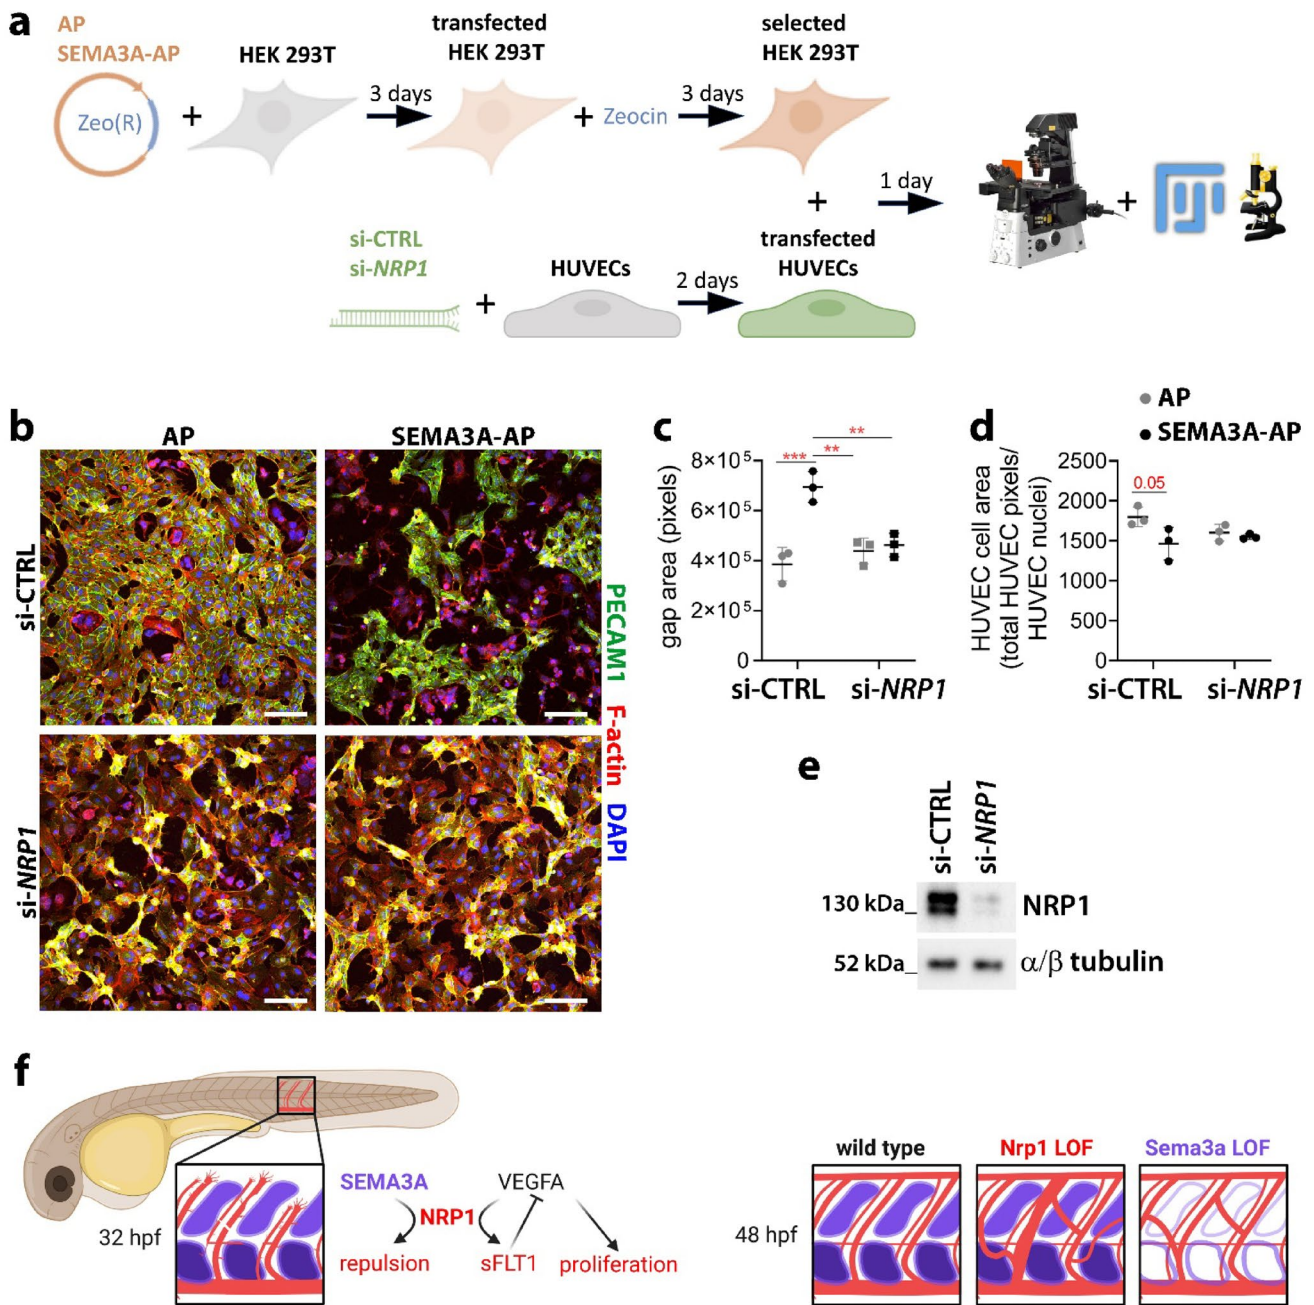 a
AP
SEMA3A-AP
Zeo(R)
+
HEK 293T
3 days
transfected
HEK 293T
+
Zeocin
3 days
selected
HEK 293T
+
1 day
+
si-CTRL
si-NRP1
+
HUVECs
2 days
transfected
HUVECs
b
AP
SEMA3A-AP
si-CTRL
si-NRP1
PECAM1 F-actin DAPI
c
gap area (pixels)
8×10⁵
6×10⁵
4×10⁵
2×10⁵
0
***
**
**
si-CTRL
si-NRP1
d
AP
SEMA3A-AP
HUVEC cell area
(total HUVEC pixels/
HUVEC nuclei)
2500
2000
1500
1000
500
0
0.05
si-CTRL
si-NRP1
e
si-CTRL
si-NRP1
130 kDa_
NRP1
52 kDa_
α/β tubulin
f
32 hpf
SEMA3A
VEGFA
NRP1
repulsion
sFLT1
proliferation
48 hpf
wild type
Nrp1 LOF
Sema3a LOF